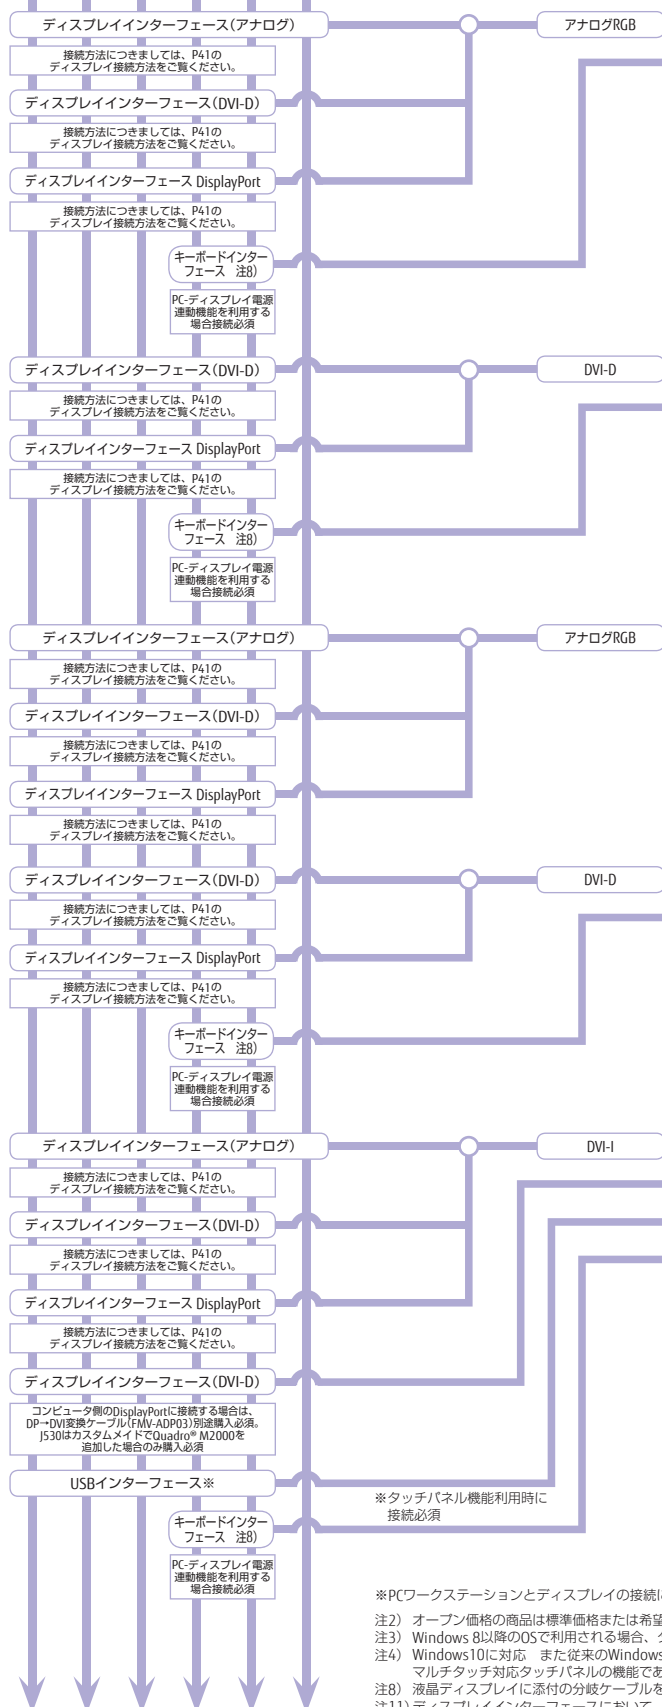 ディスプレイインターフェース(アナログ)
アナログRGB
接続方法につきましては、P41の
ディスプレイ接続方法をご覧ください。
ディスプレイインターフェース(DVI-D)
接続方法につきましては、P41の
ディスプレイ接続方法をご覧ください。
ディスプレイインターフェース DisplayPort
接続方法につきましては、P41の
ディスプレイ接続方法をご覧ください。
キーボードインター
フェース 注8)
PC-ディスプレイ電源
連動機能を利用する
場合接続必須
ディスプレイインターフェース(DVI-D)
DVI-D
接続方法につきましては、P41の
ディスプレイ接続方法をご覧ください。
ディスプレイインターフェース DisplayPort
接続方法につきましては、P41の
ディスプレイ接続方法をご覧ください。
キーボードインター
フェース 注8)
PC-ディスプレイ電源
連動機能を利用する
場合接続必須
ディスプレイインターフェース(アナログ)
アナログRGB
接続方法につきましては、P41の
ディスプレイ接続方法をご覧ください。
ディスプレイインターフェース(DVI-D)
接続方法につきましては、P41の
ディスプレイ接続方法をご覧ください。
ディスプレイインターフェース DisplayPort
接続方法につきましては、P41の
ディスプレイ接続方法をご覧ください。
ディスプレイインターフェース(DVI-D)
DVI-D
接続方法につきましては、P41の
ディスプレイ接続方法をご覧ください。
ディスプレイインターフェース DisplayPort
接続方法につきましては、P41の
ディスプレイ接続方法をご覧ください。
キーボードインター
フェース 注8)
PC-ディスプレイ電源
連動機能を利用する
場合接続必須
ディスプレイインターフェース(アナログ)
DVI-I
接続方法につきましては、P41の
ディスプレイ接続方法をご覧ください。
ディスプレイインターフェース(DVI-D)
接続方法につきましては、P41の
ディスプレイ接続方法をご覧ください。
ディスプレイインターフェース DisplayPort
接続方法につきましては、P41の
ディスプレイ接続方法をご覧ください。
ディスプレイインターフェース(DVI-D)
コンピュータ側のDisplayPortに接続する場合は、
DP→DVI変換ケーブル(FMV-ADP03)別途購入必須。
J530はカスタムメイドでQuadro® M2000を
追加した場合のみ購入必須
USBインターフェース※
※タッチパネル機能利用時に
接続必須
キーボードインター
フェース 注8)
PC-ディスプレイ電源
連動機能を利用する
場合接続必須
※PCワークステーションとディスプレイの接続に
注2) オープン価格の商品は標準価格または希望
注3) Windows 8以降のOSで利用される場合、
注4) Windows10に対応 また従来のWindows
マルチタッチ対応タッチパネルの機能であ
注8) 液晶ディスプレイに添付の分岐ケーブルを
注11) ディスプレイインターフェースにおいて